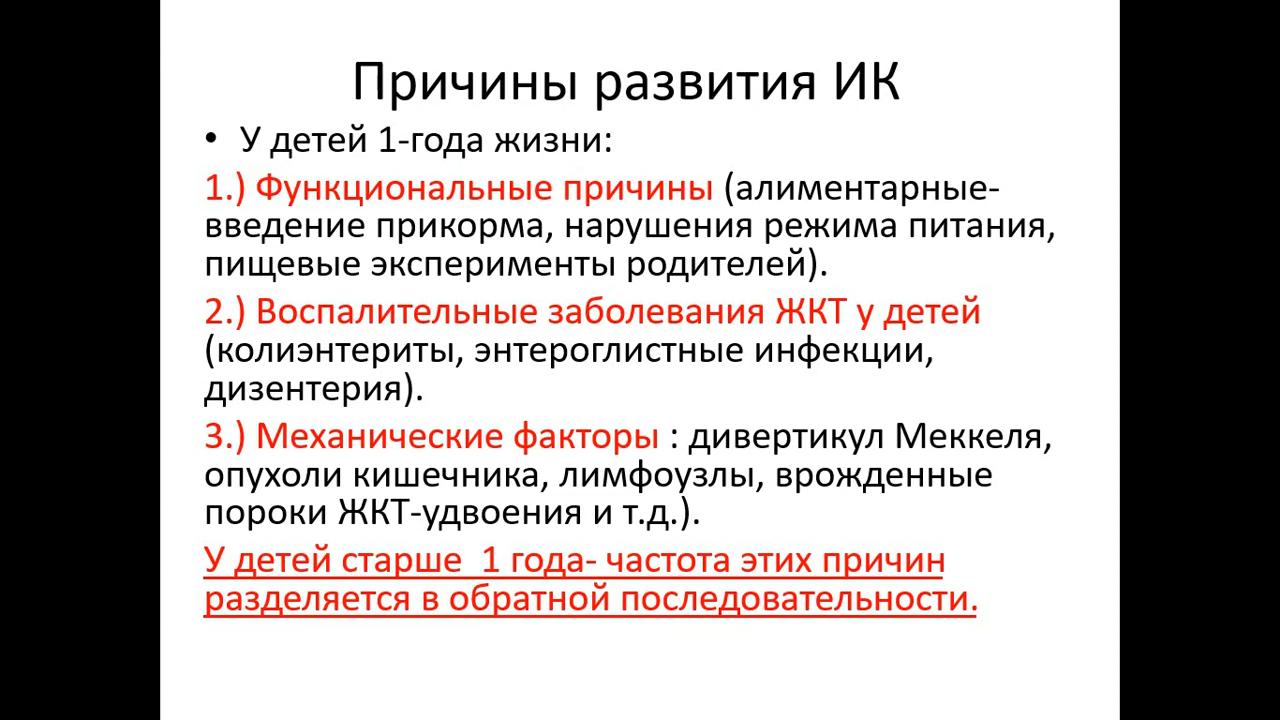 Причины развития ИК
• У детей 1-года жизни:
1.) Функциональные причины (алиментарные-
введение прикорма, нарушения режима питания,
пищевые эксперименты родителей).
2.) Воспалительные заболевания ЖКТ у детей
(колиэнтериты, энтероглистные инфекции,
дизентерия).
3.) Механические факторы : дивертикул Меккеля,
опухоли кишечника, лимфоузлы, врожденные
пороки ЖКТ-удвоения и т.д.).
У детей старше  1 года- частота этих причин
разделяется в обратной последовательности.